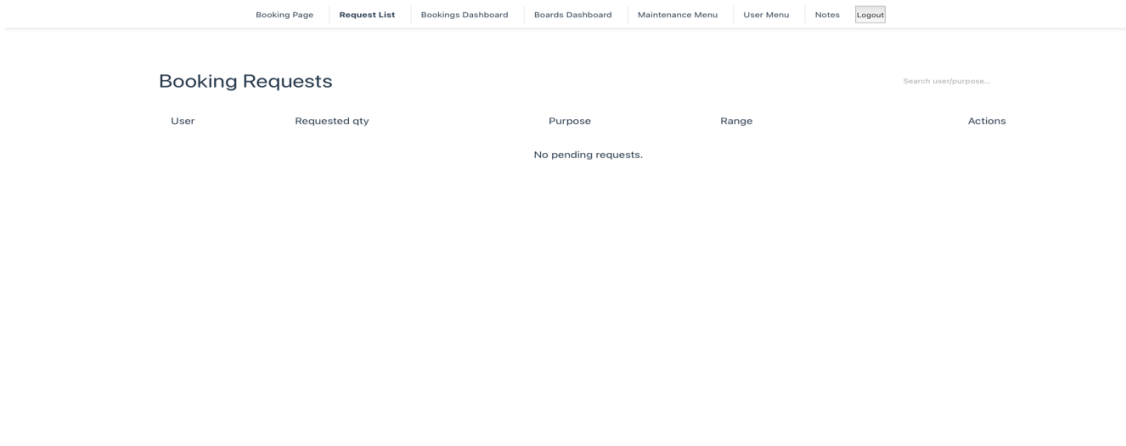 Booking Page Request List Bookings Dashboard Boards Dashboard Maintenance Menu User Menu Notes Logout
Booking Requests Search user/purpose...
User Requested qty Purpose Range Actions
No pending requests.